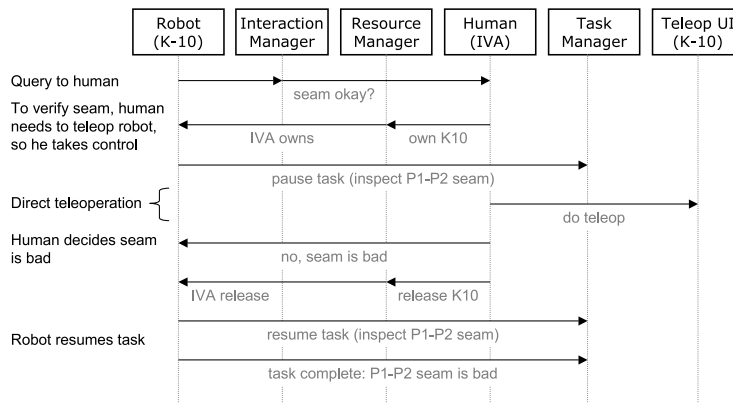 Robot
(K-10)
Interaction
Manager
Resource
Manager
Human
(IVA)
Task
Manager
Teleop UI
(K-10)
Query to human
seam okay?
To verify seam, human
needs to teleop robot,
so he takes control
IVA owns
own K10
pause task (inspect P1-P2 seam)
Direct teleoperation
do teleop
Human decides seam
is bad
no, seam is bad
IVA release
release K10
Robot resumes task
resume task (inspect P1-P2 seam)
task complete: P1-P2 seam is bad